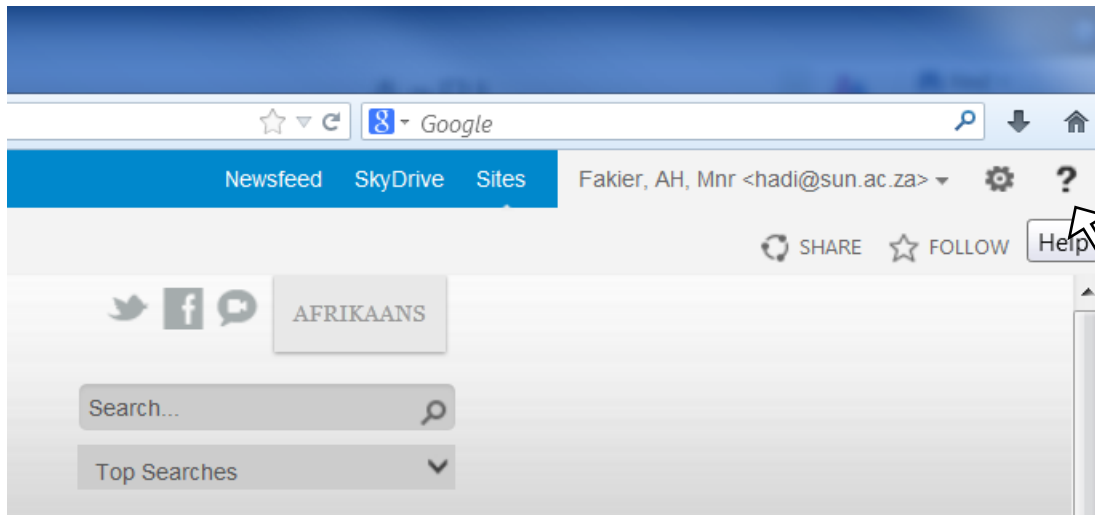 Google
Newsfeed SkyDrive Sites Fakier, AH, Mnr <hadi@sun.ac.za> ?
SHARE FOLLOW Help
AFRIKAANS
Search...
Top Searches